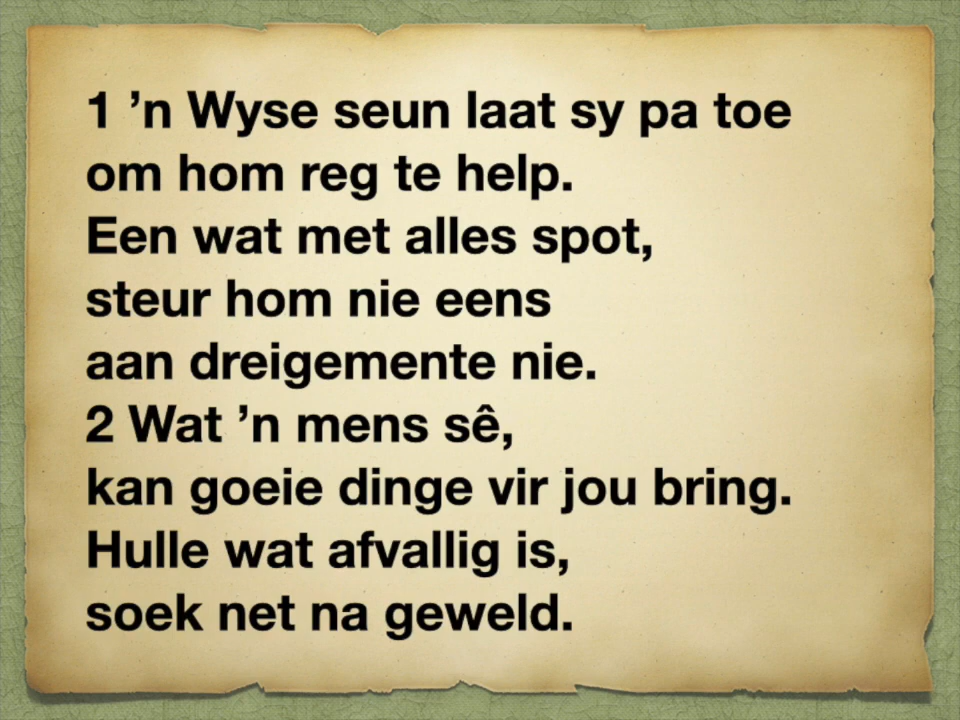 1 ’n Wyse seun laat sy pa toe
om hom reg te help.
Een wat met alles spot,
steur hom nie eens
aan dreigemente nie.
2 Wat ’n mens sê,
kan goeie dinge vir jou bring.
Hulle wat afvallig is,
soek net na geweld.